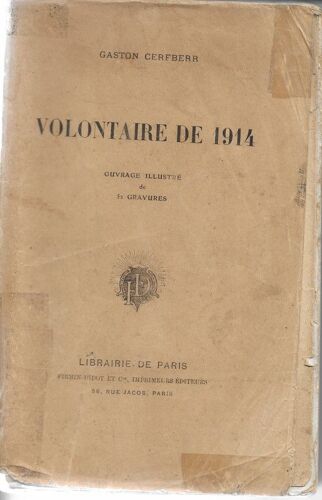 GASTON CERFBERR
VOLONTAIRE DE 1914
OUVRAGE ILLUSTRÉ
de
GRAVURES
LIBRAIRIE DE PARIS
FIRMIN-DIDOT ET Cie, IMPRIMEURS-ÉDITEURS
56, RUE JACOB, PARIS